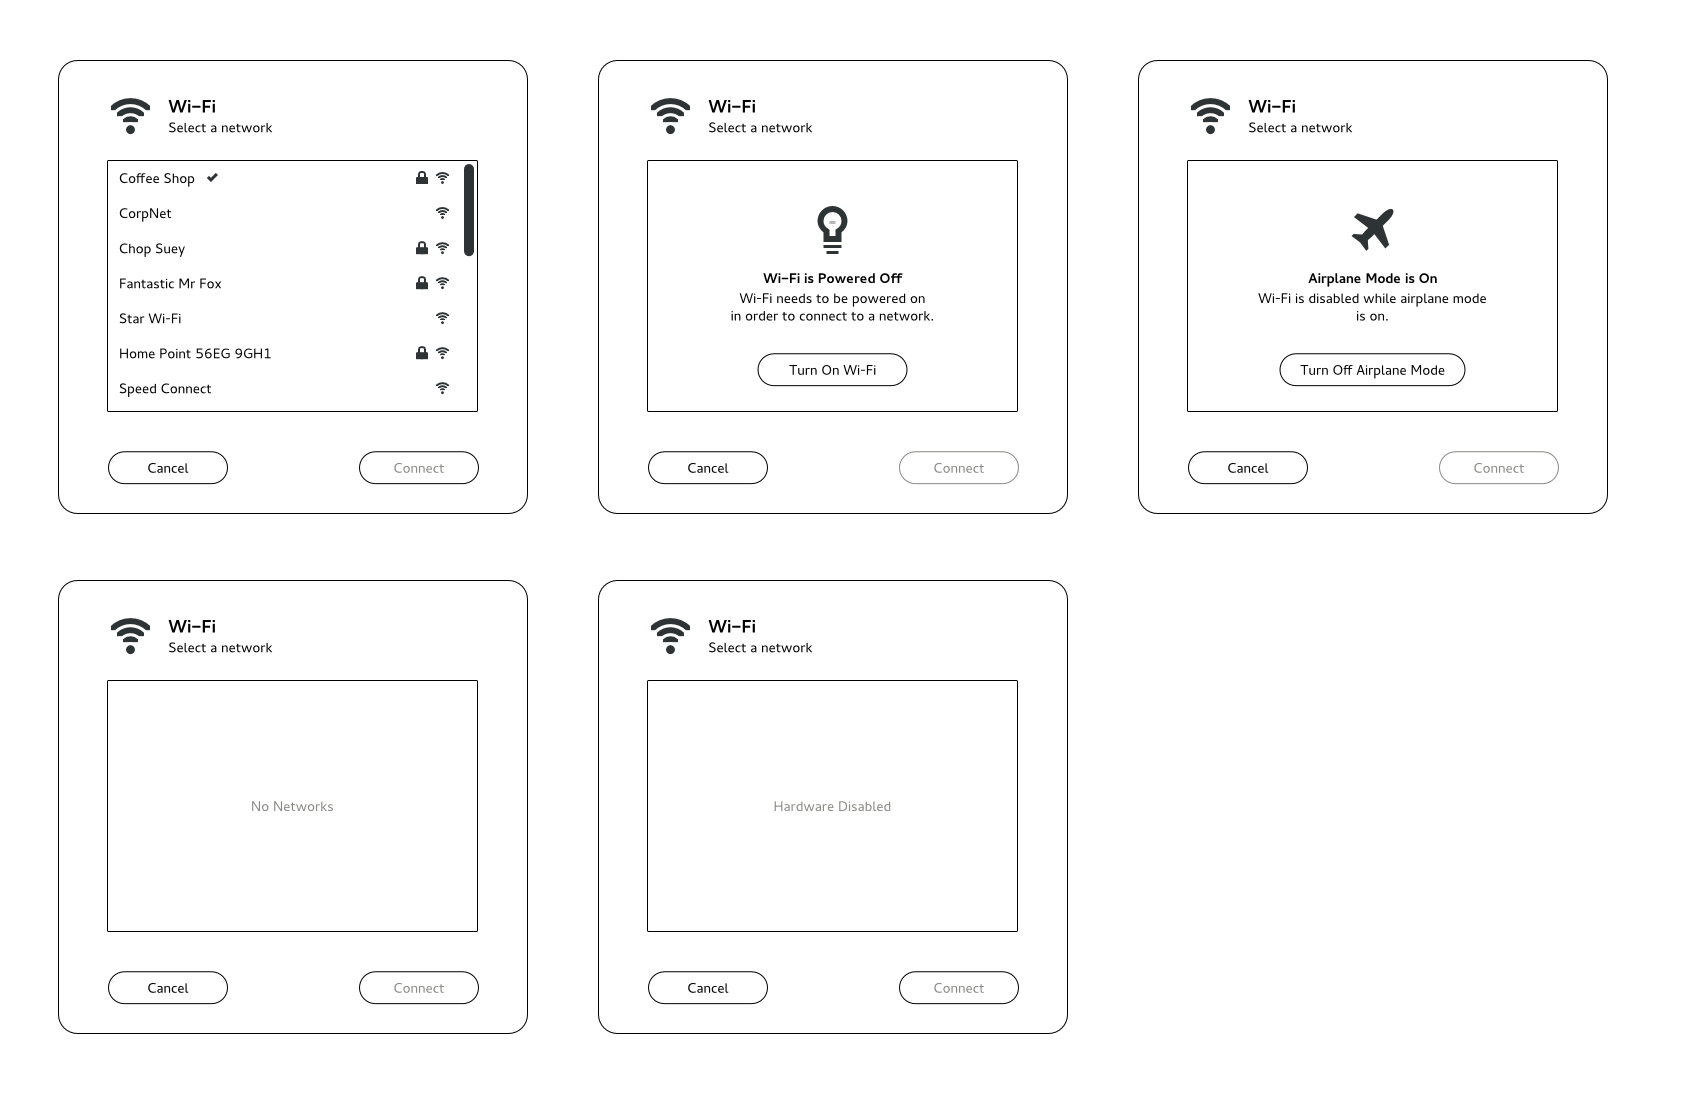 Wi-Fi
Select a network
Coffee Shop
CorpNet
Chop Suey
Fantastic Mr Fox
Star Wi-Fi
Home Point 56EG 9GH1
Speed Connect
Cancel
Connect
Wi-Fi
Select a network
Wi-Fi is Powered Off
Wi-Fi needs to be powered on
in order to connect to a network.
Turn On Wi-Fi
Cancel
Connect
Wi-Fi
Select a network
Airplane Mode is On
Wi-Fi is disabled while airplane mode
is on.
Turn Off Airplane Mode
Cancel
Connect
Wi-Fi
Select a network
No Networks
Cancel
Connect
Wi-Fi
Select a network
Hardware Disabled
Cancel
Connect